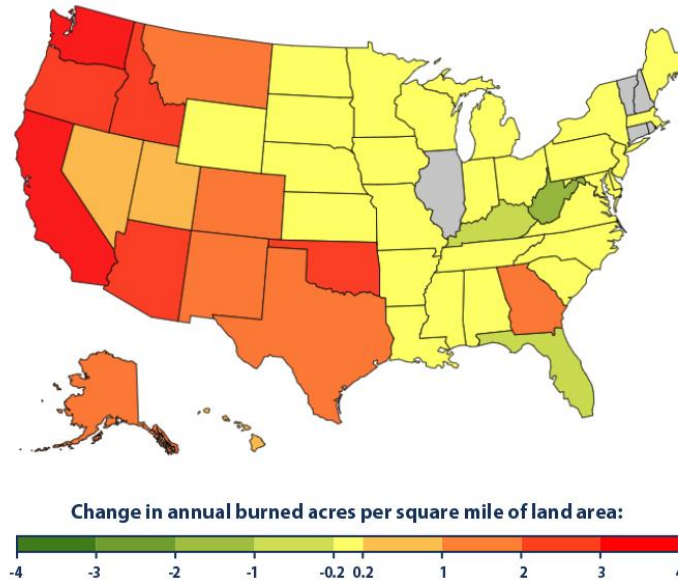 Change in annual burned acres per square mile of land area:
-4 -3 -2 -1 -0.2 0.2 1 2 3 4